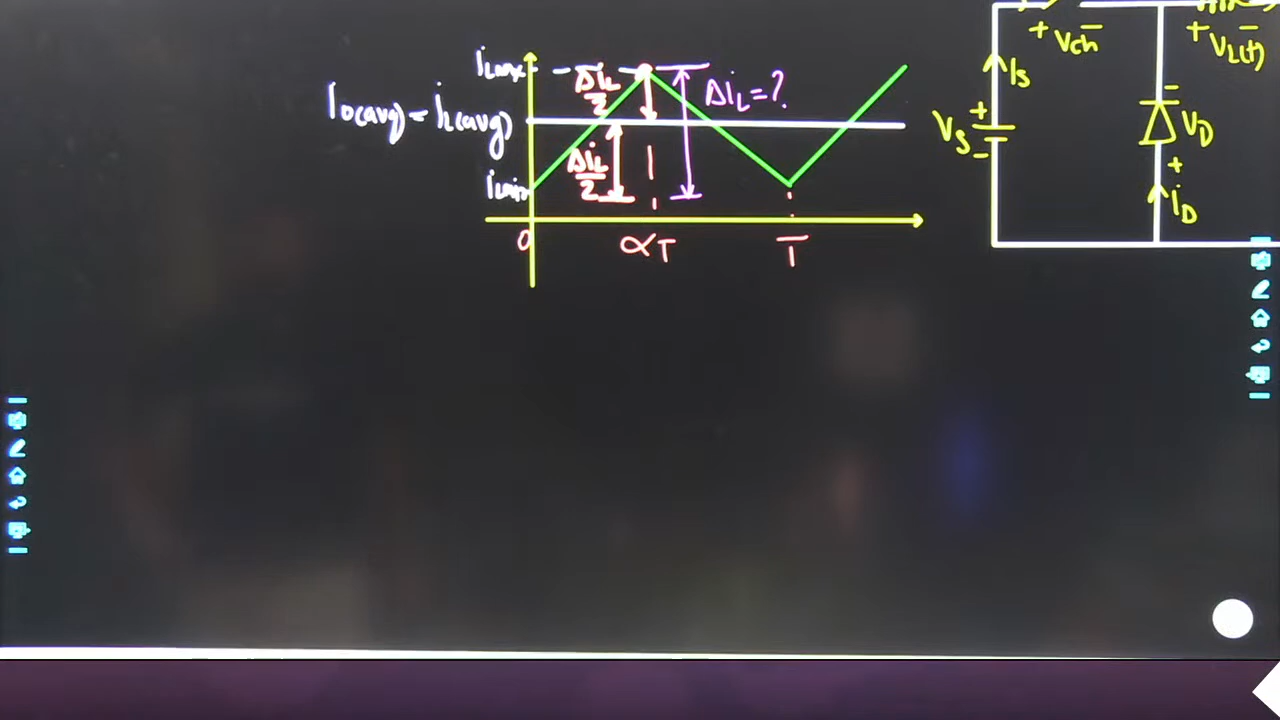 iLmax
ΔiL/2
ΔiL=?
Io(avg) = iL(avg)
ΔiL/2
iLmin
0
αT
T
+ Vch −
+ VL(t) −
Is
Vs
+
−
−
VD
+
iD